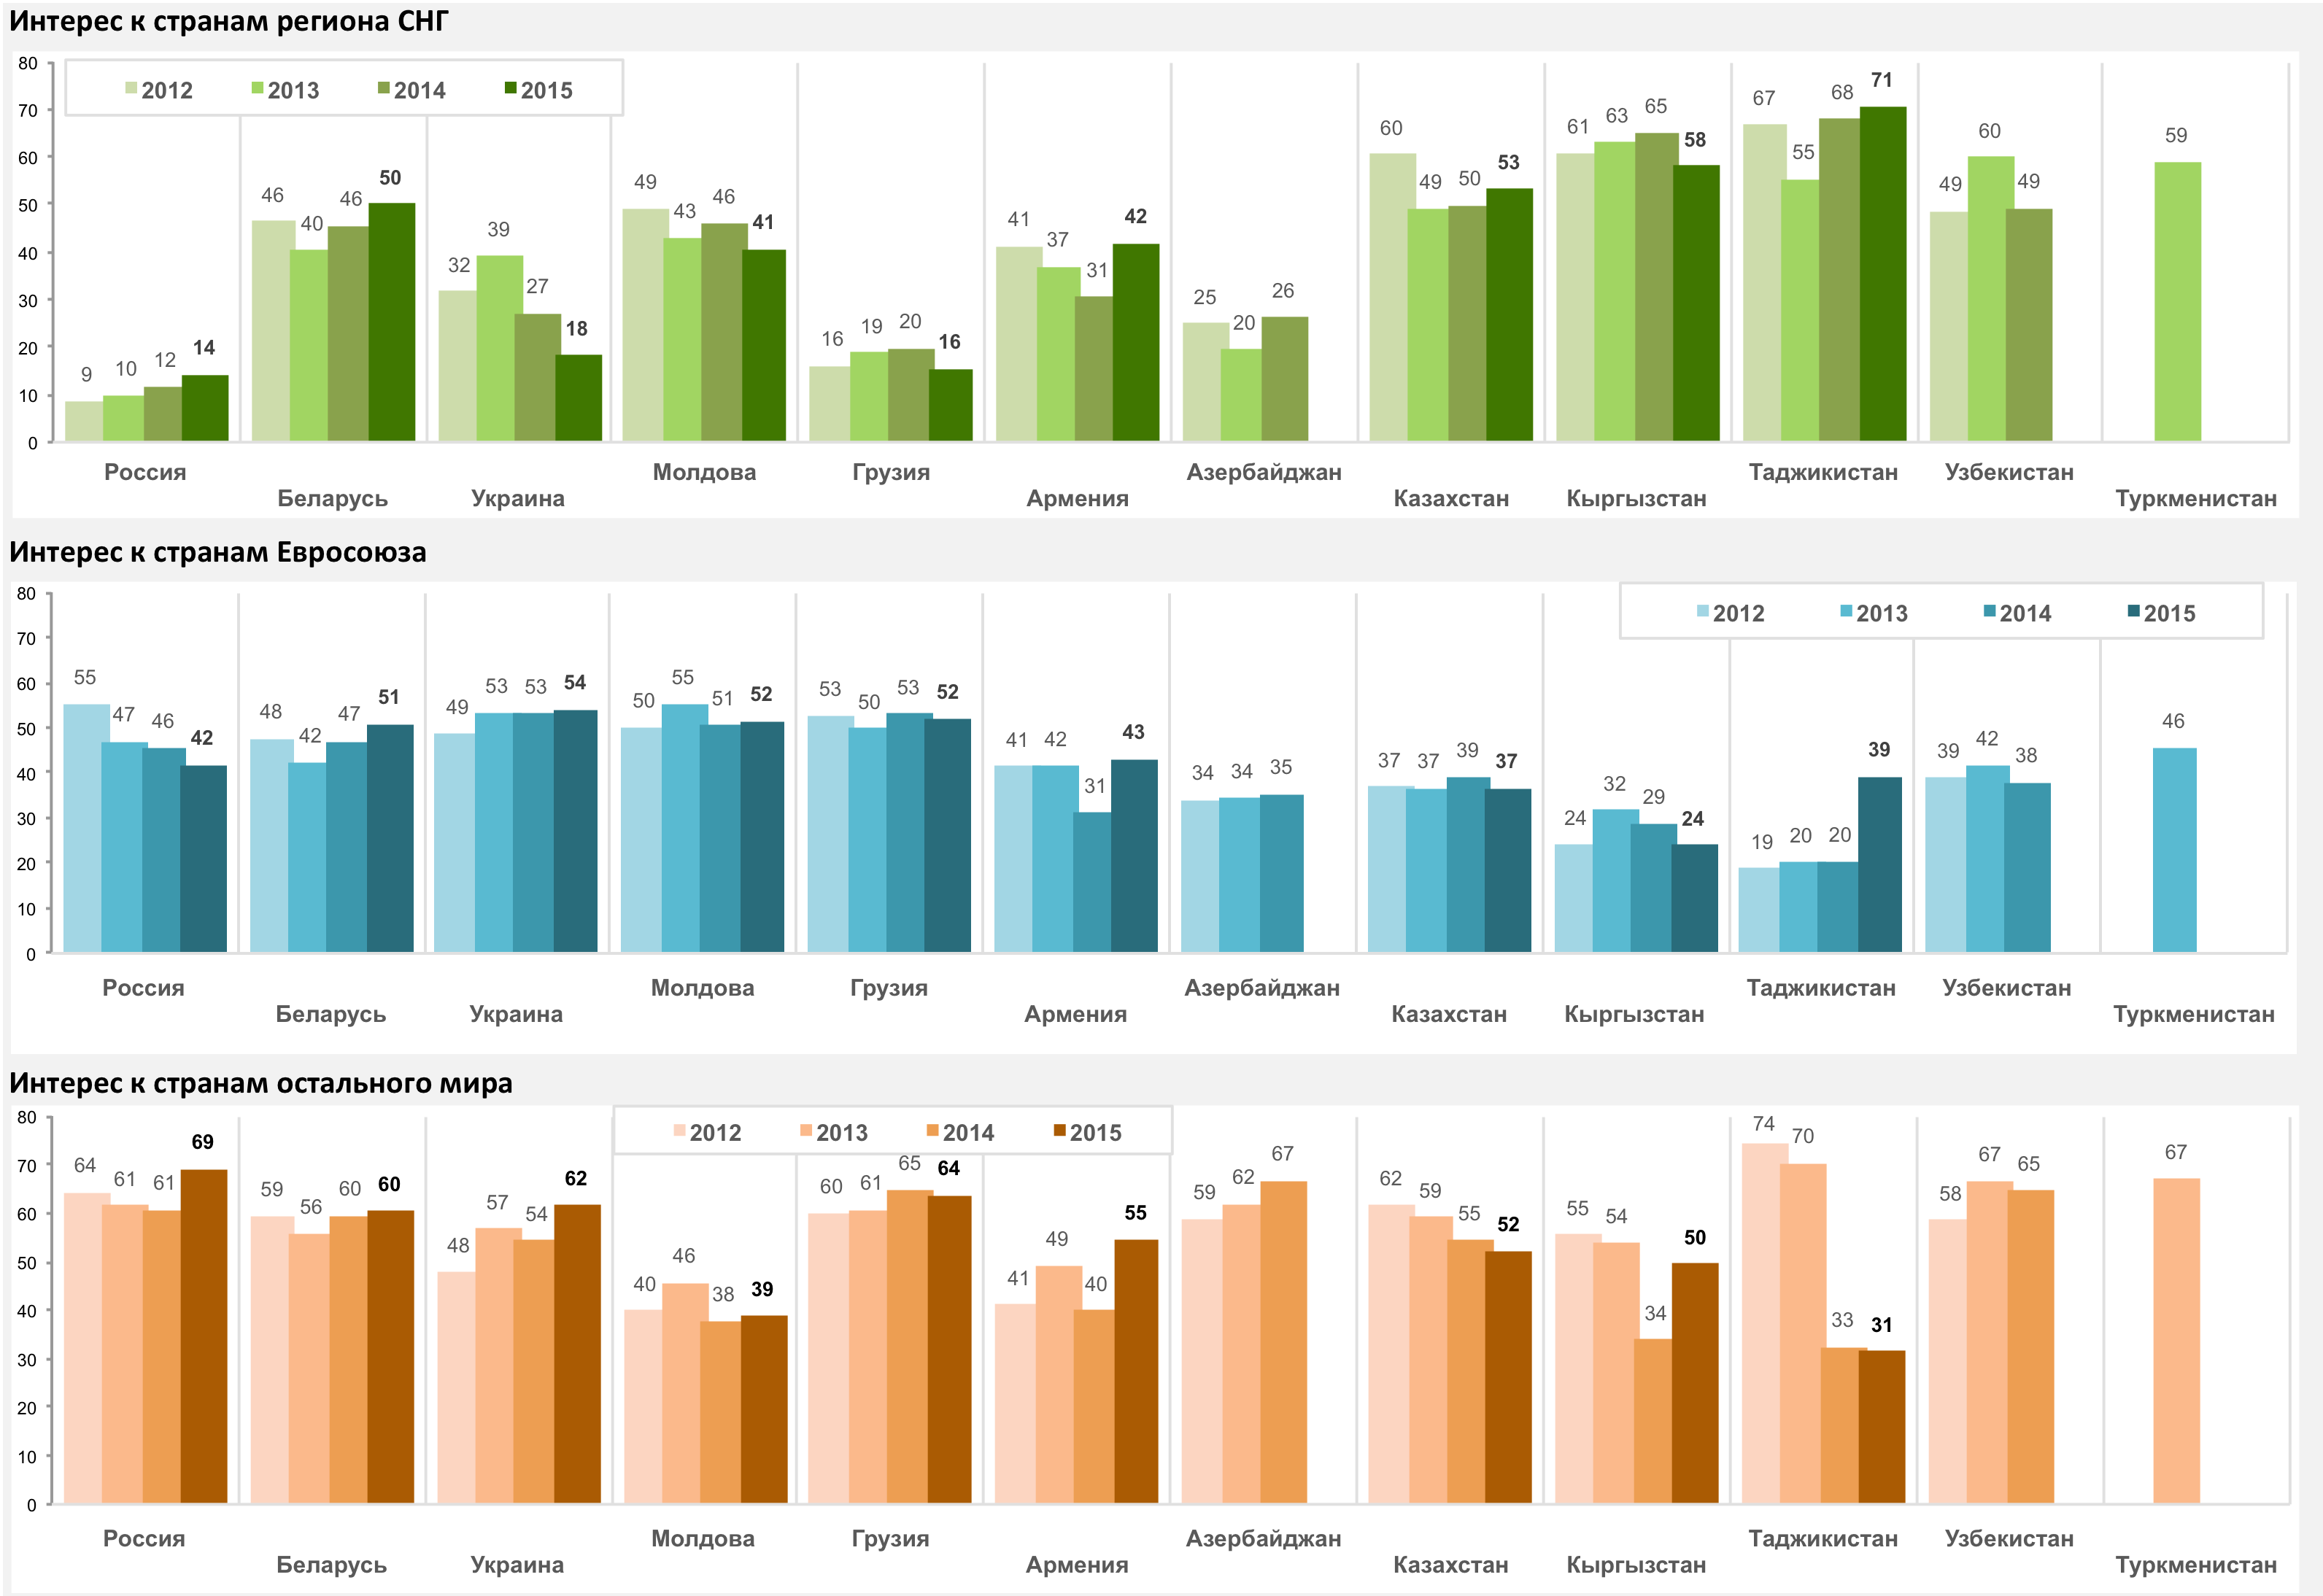 Интерес к странам региона СНГ
80
70
60
50
40
30
20
10
0
2012 2013 2014 2015
9 10 12 14
46 40 46 50
32 39 27 18
49 43 46 41
16 19 20 16
41 37 31 42
25 20 26
60 49 50 53
61 63 65 58
67 55 68 71
49 60 49
59
Россия Молдова Грузия Азербайджан Таджикистан Узбекистан
Беларусь Украина Армения Казахстан Кыргызстан Туркменистан
Интерес к странам Евросоюза
80
70
60
50
40
30
20
10
0
2012 2013 2014 2015
55 47 46 42
48 42 47 51
49 53 53 54
50 55 51 52
53 50 53 52
41 42 31 43
34 34 35
37 37 39 37
24 32 29 24
19 20 20 39
39 42 38
46
Россия Молдова Грузия Азербайджан Таджикистан Узбекистан
Беларусь Украина Армения Казахстан Кыргызстан Туркменистан
Интерес к странам остального мира
80
70
60
50
40
30
20
10
0
2012 2013 2014 2015
64 61 61 69
59 56 60 60
48 57 54 62
40 46 38 39
60 61 65 64
41 49 40 55
59 62 67
62 59 55 52
55 54 34 50
74 70 33 31
58 67 65
67
Россия Молдова Грузия Азербайджан Таджикистан Узбекистан
Беларусь Украина Армения Казахстан Кыргызстан Туркменистан